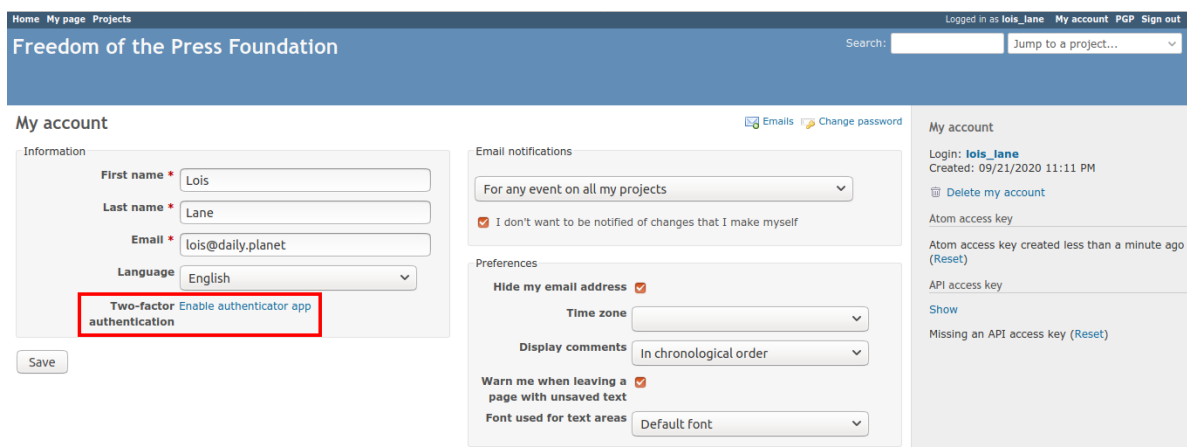 Home My page Projects
Logged in as lois_lane My account PGP Sign out
Freedom of the Press Foundation
Search:
Jump to a project...
My account
Emails
Change password
Information
First name *
Lois
Last name *
Lane
Email *
lois@daily.planet
Language
English
Two-factor
authentication
Enable authenticator app
Save
Email notifications
For any event on all my projects
I don't want to be notified of changes that I make myself
Preferences
Hide my email address
Time zone
Display comments
In chronological order
Warn me when leaving a
page with unsaved text
Font used for text areas
Default font
My account
Login: lois_lane
Created: 09/21/2020 11:11 PM
Delete my account
Atom access key
Atom access key created less than a minute ago
(Reset)
API access key
Show
Missing an API access key (Reset)